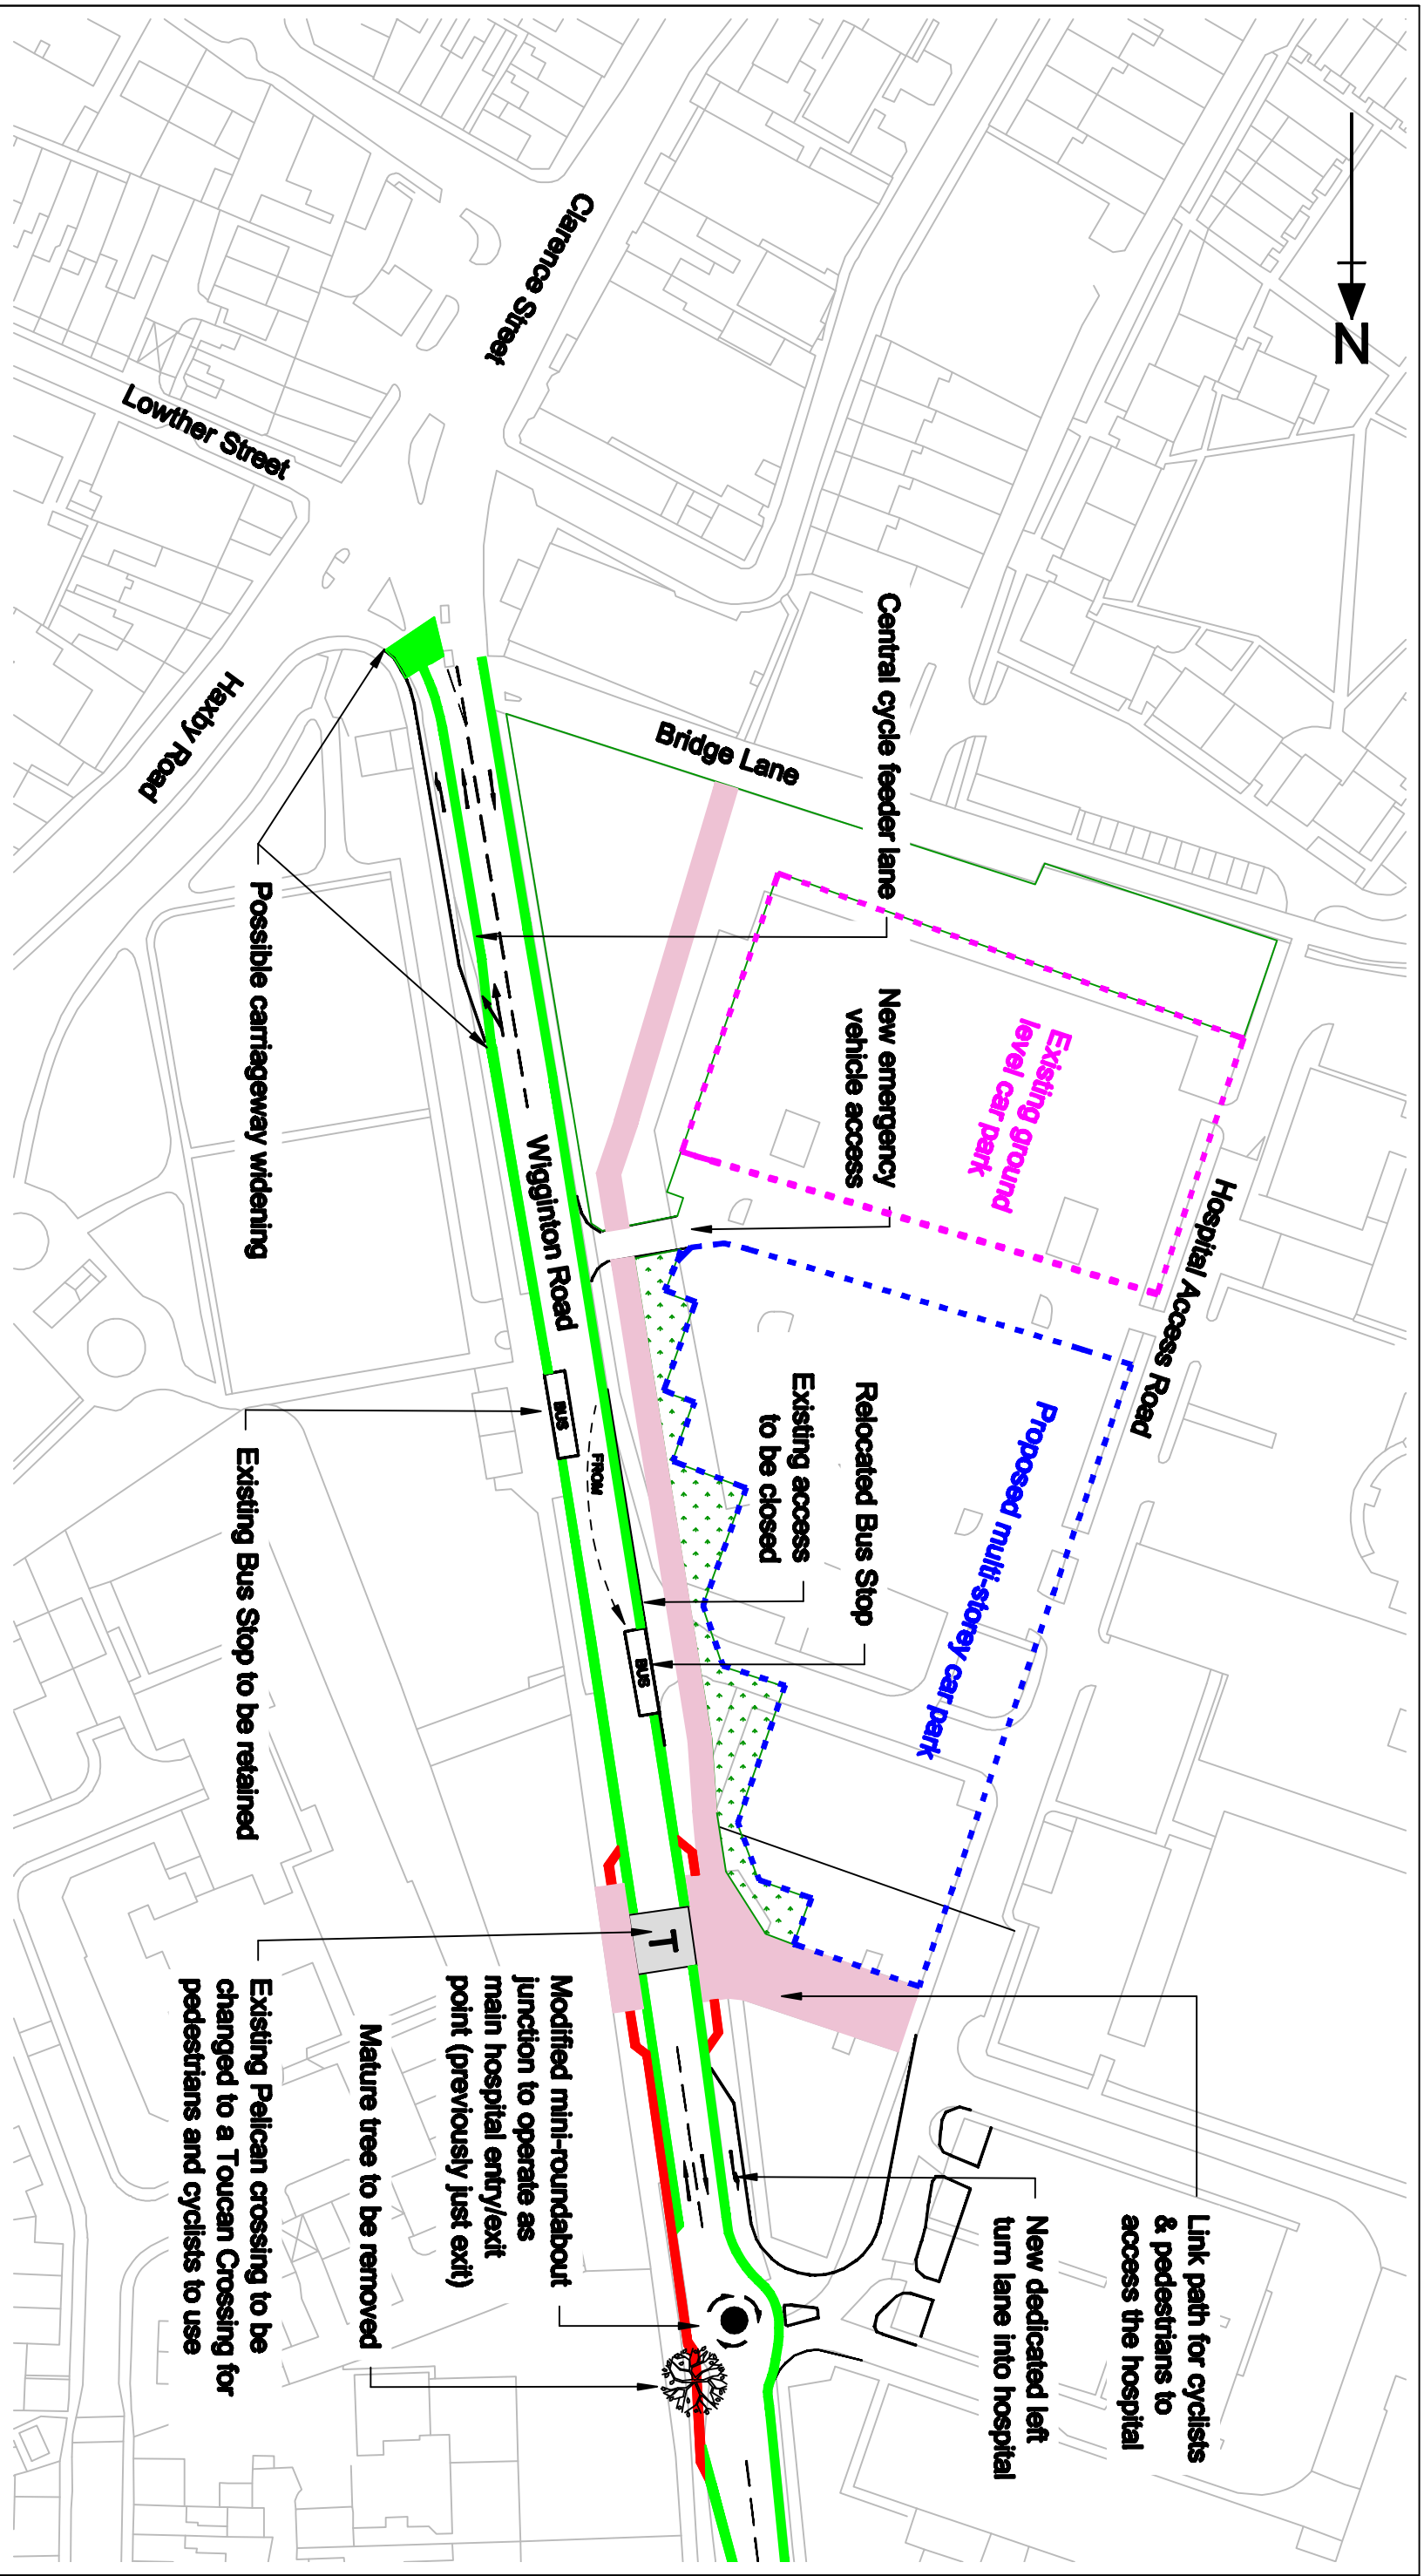 N
Clarence Street
Lowther Street
Haxby Road
Bridge Lane
Central cycle feeder lane
New emergency
vehicle access
Existing ground
level car park
Hospital Access Road
Possible carriageway widening
Wigginton Road
BUS
FROM
BUS
Existing Bus Stop to be retained
Existing access
to be closed
Relocated Bus Stop
Proposed multi-storey car park
T
Link path for cyclists
& pedestrians to
access the hospital
New dedicated left
turn lane into hospital
Modified mini-roundabout
junction to operate as
main hospital entry/exit
point (previously just exit)
Mature tree to be removed
Existing Pelican crossing to be
changed to a Toucan Crossing for
pedestrians and cyclists to use